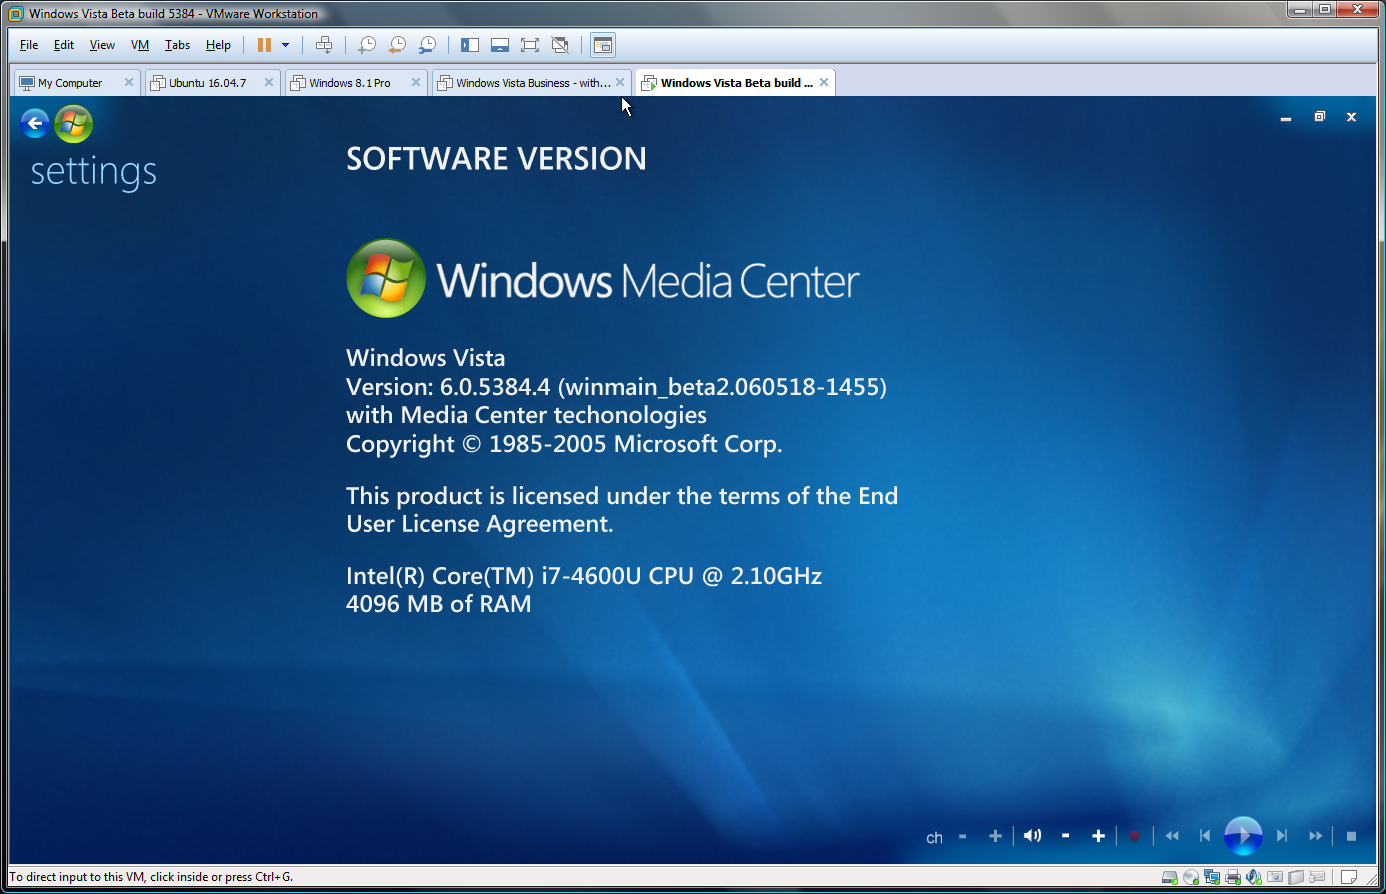 Windows Vista Beta build 5384 - VMware Workstation
File Edit View VM Tabs Help
My Computer Ubuntu 16.04.7 Windows 8.1 Pro Windows Vista Business - with... Windows Vista Beta build ...
settings
SOFTWARE VERSION
Windows Media Center
Windows Vista
Version: 6.0.5384.4 (winmain_beta2.060518-1455)
with Media Center techonologies
Copyright © 1985-2005 Microsoft Corp.
This product is licensed under the terms of the End
User License Agreement.
Intel(R) Core(TM) i7-4600U CPU @ 2.10GHz
4096 MB of RAM
ch
To direct input to this VM, click inside or press Ctrl+G.